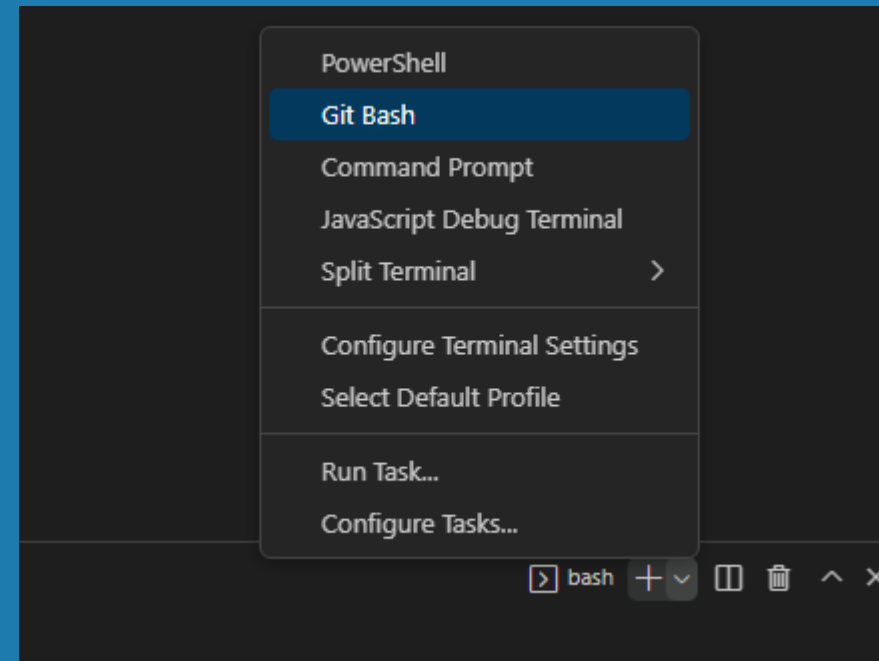 PowerShell
Git Bash
Command Prompt
JavaScript Debug Terminal
Split Terminal
Configure Terminal Settings
Select Default Profile
Run Task...
Configure Tasks...
bash